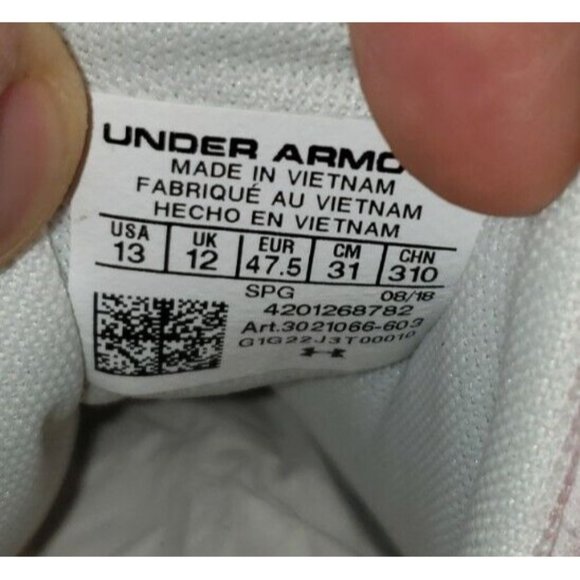 UNDER ARMO
MADE IN VIETNAM
FABRIQUÉ AU VIETNAM
HECHO EN VIETNAM
USA UK EUR CM CHN
13 12 47.5 31 310
SPG 08/18
4201268782
Art.3021066-603
G1G22J3T00010